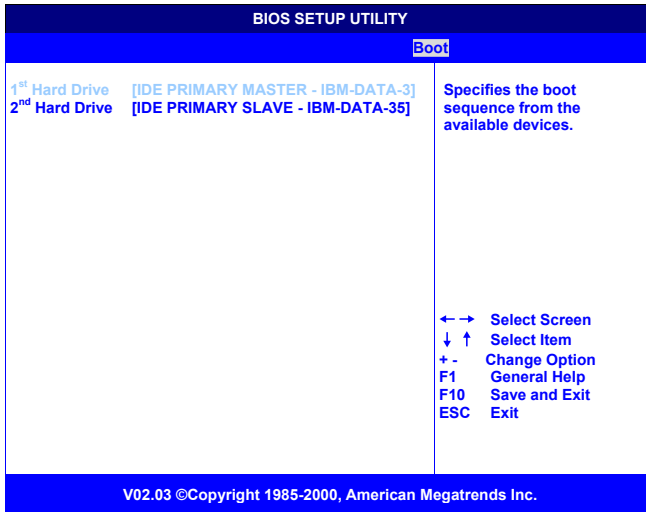 BIOS SETUP UTILITY
Boot
1st Hard Drive [IDE PRIMARY MASTER - IBM-DATA-3]
2nd Hard Drive [IDE PRIMARY SLAVE - IBM-DATA-35]
Specifies the boot
sequence from the
available devices.
←→ Select Screen
↓ ↑ Select Item
+ - Change Option
F1 General Help
F10 Save and Exit
ESC Exit
V02.03 ©Copyright 1985-2000, American Megatrends Inc.